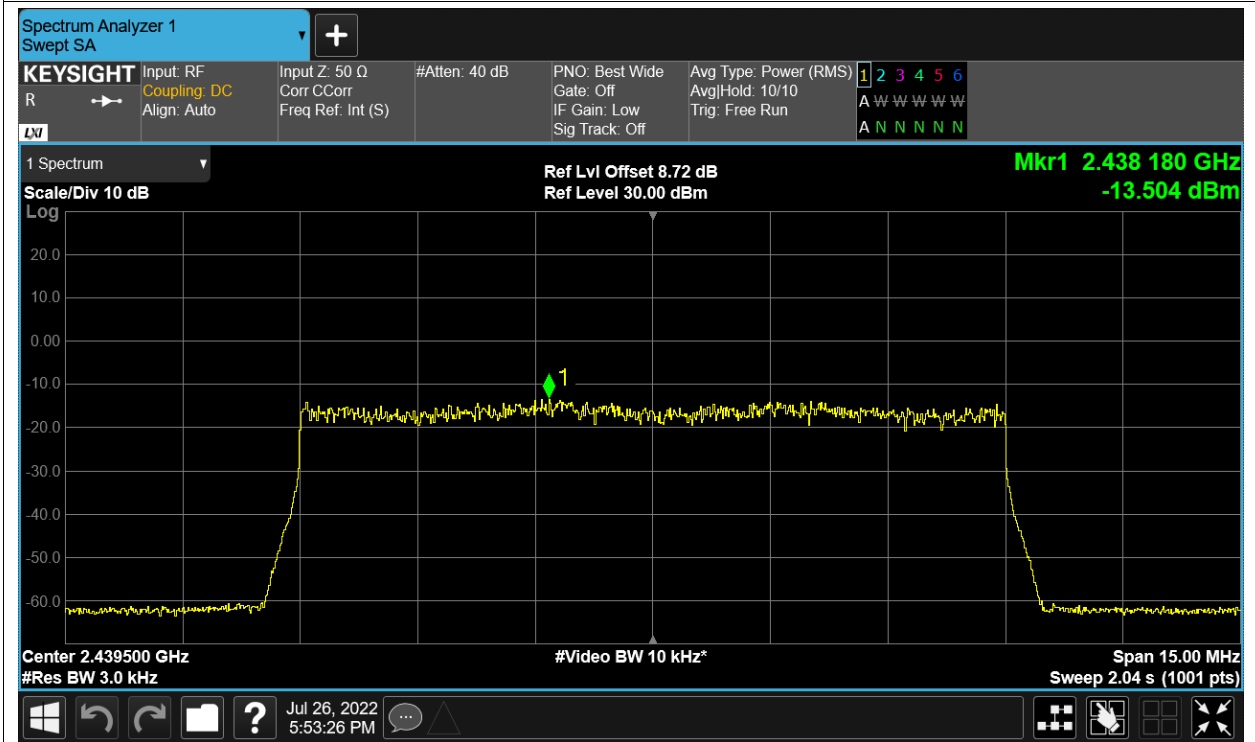 Spectrum Analyzer 1
Swept SA
+
KEYSIGHT
R
LXI
Input: RF
Coupling: DC
Align: Auto
Input Z: 50 Ω
Corr CCorr
Freq Ref: Int (S)
#Atten: 40 dB
PNO: Best Wide
Gate: Off
IF Gain: Low
Sig Track: Off
Avg Type: Power (RMS)
Avg|Hold: 10/10
Trig: Free Run
1 2 3 4 5 6
A W W W W W
A N N N N N
1 Spectrum
Scale/Div 10 dB
Log
Ref Lvl Offset 8.72 dB
Ref Level 30.00 dBm
Mkr1 2.438 180 GHz
-13.504 dBm
20.0
10.0
0.00
-10.0
-20.0
-30.0
-40.0
-50.0
-60.0
1
Center 2.439500 GHz
#Res BW 3.0 kHz
#Video BW 10 kHz*
Span 15.00 MHz
Sweep 2.04 s (1001 pts)
?
Jul 26, 2022
5:53:26 PM